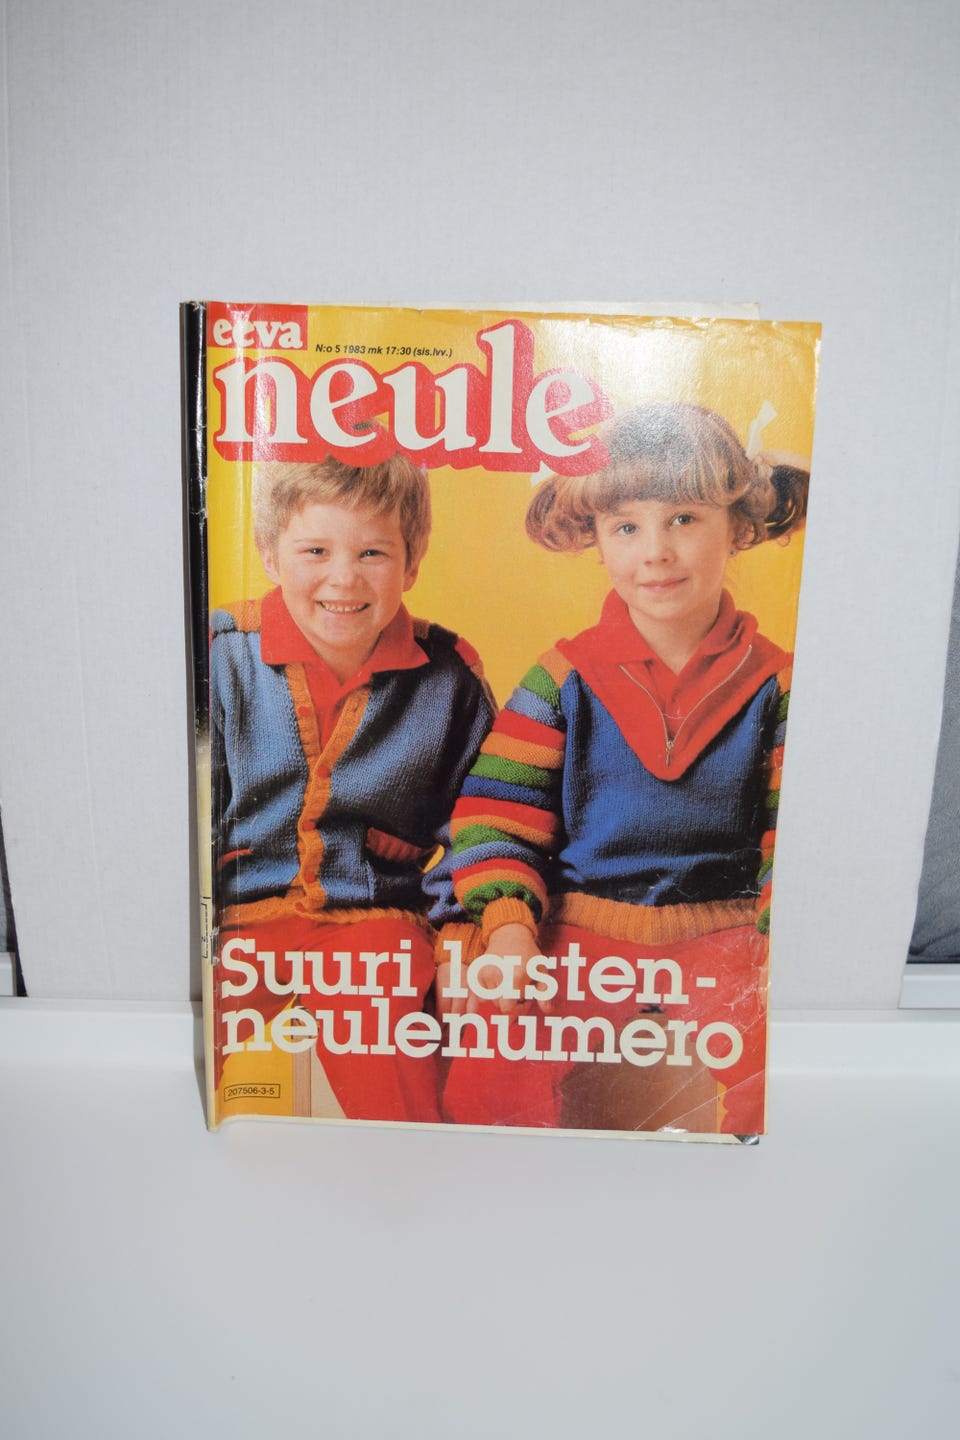 eeva
N:o 5 1983 mk 17:30 (sis.lvv.)
neule
Suuri lasten-
neulenumero
207506-3-5